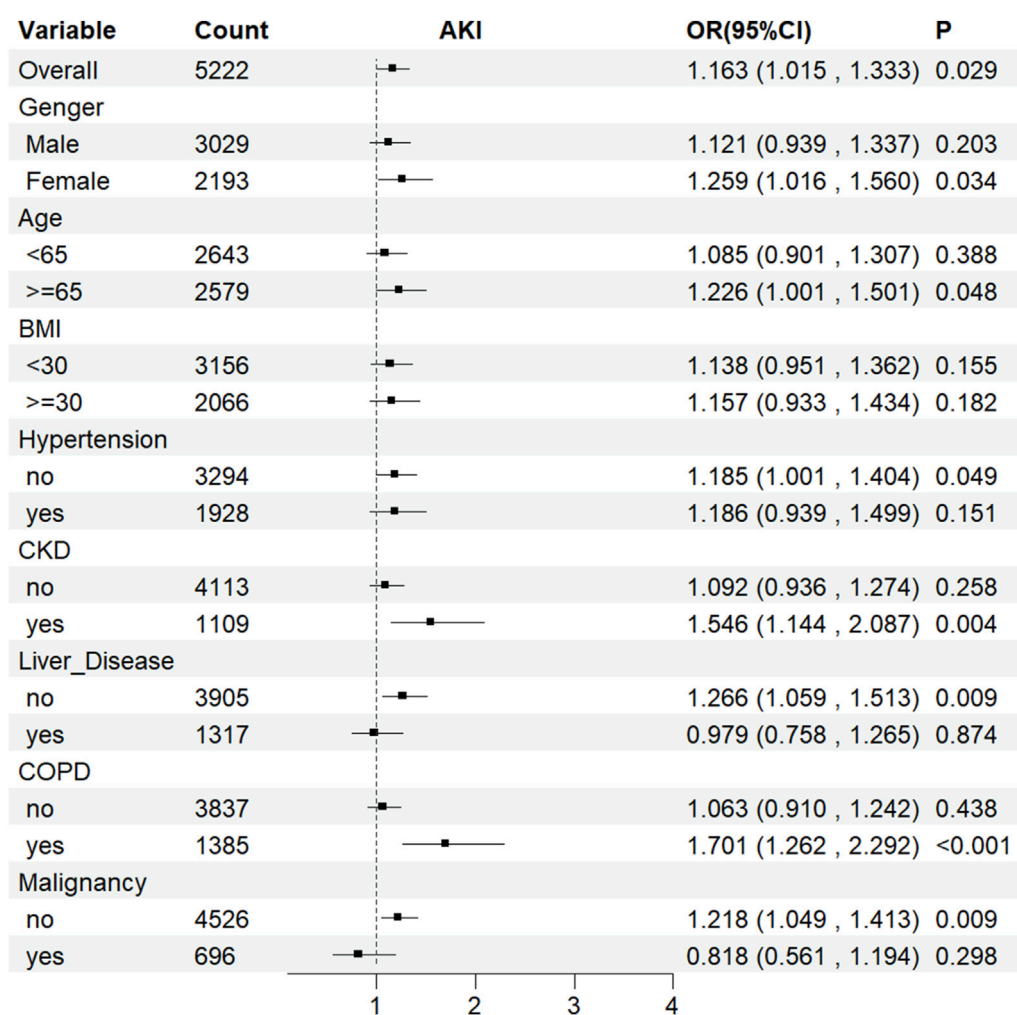 Variable Count AKI OR(95%CI) P
Overall 5222 1.163 (1.015 , 1.333) 0.029
Genger
Male 3029 1.121 (0.939 , 1.337) 0.203
Female 2193 1.259 (1.016 , 1.560) 0.034
Age
<65 2643 1.085 (0.901 , 1.307) 0.388
>=65 2579 1.226 (1.001 , 1.501) 0.048
BMI
<30 3156 1.138 (0.951 , 1.362) 0.155
>=30 2066 1.157 (0.933 , 1.434) 0.182
Hypertension
no 3294 1.185 (1.001 , 1.404) 0.049
yes 1928 1.186 (0.939 , 1.499) 0.151
CKD
no 4113 1.092 (0.936 , 1.274) 0.258
yes 1109 1.546 (1.144 , 2.087) 0.004
Liver_Disease
no 3905 1.266 (1.059 , 1.513) 0.009
yes 1317 0.979 (0.758 , 1.265) 0.874
COPD
no 3837 1.063 (0.910 , 1.242) 0.438
yes 1385 1.701 (1.262 , 2.292) <0.001
Malignancy
no 4526 1.218 (1.049 , 1.413) 0.009
yes 696 0.818 (0.561 , 1.194) 0.298
1 2 3 4